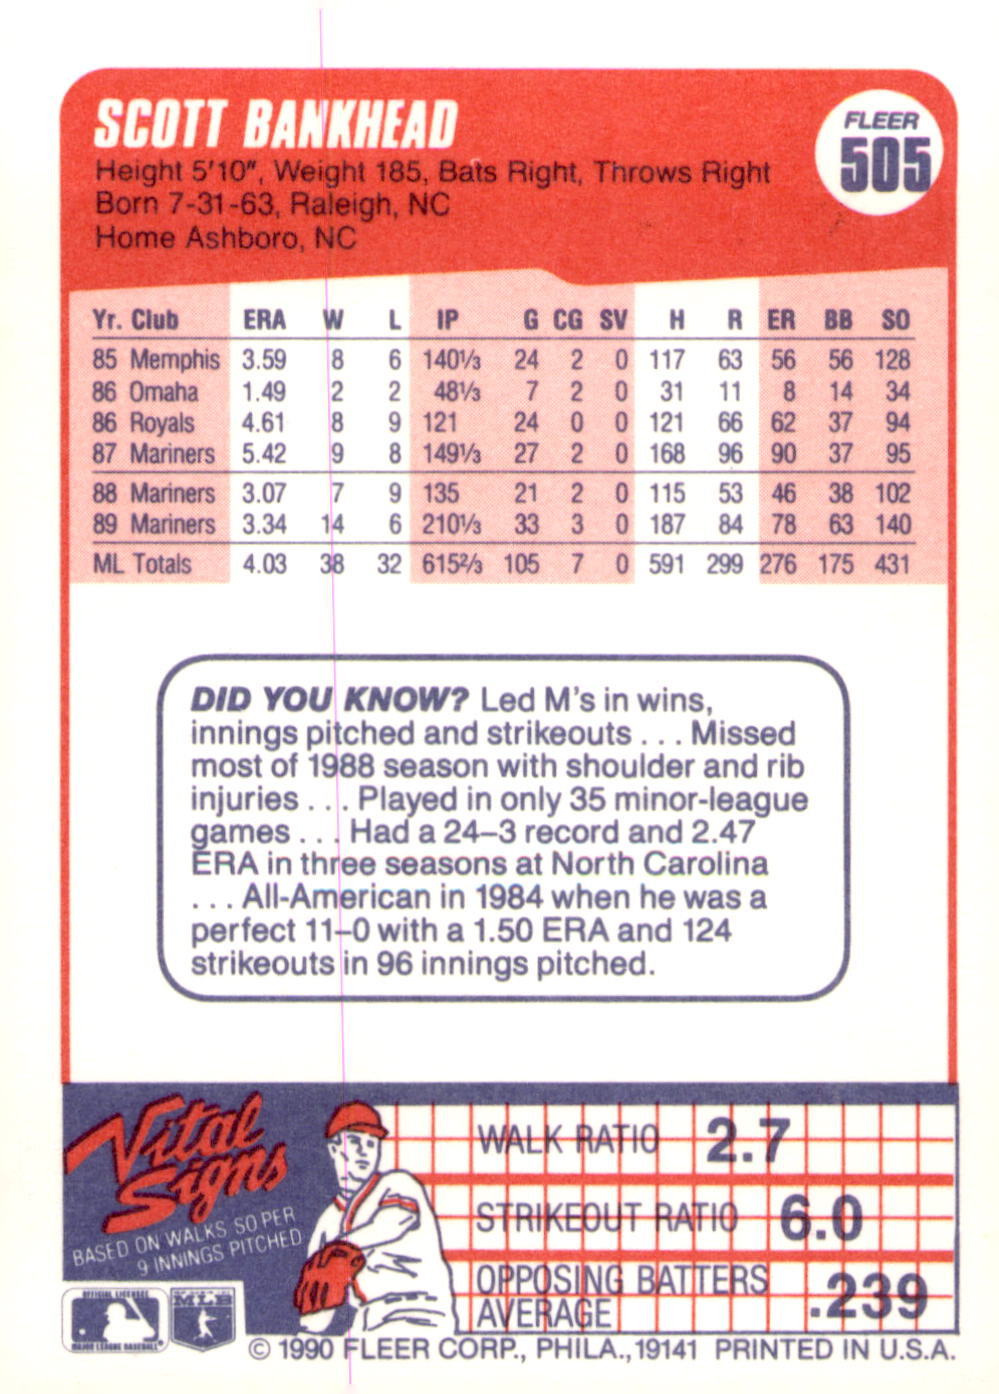 SCOTT BANKHEAD
FLEER
505
Height 5'10", Weight 185, Bats Right, Throws Right
Born 7-31-63, Raleigh, NC
Home Ashboro, NC
Yr. Club ERA W L IP G CG SV H R ER BB SO
85 Memphis 3.59 8 6 140⅓ 24 2 0 117 63 56 56 128
86 Omaha 1.49 2 2 48⅓ 7 2 0 31 11 8 14 34
86 Royals 4.61 8 9 121 24 0 0 121 66 62 37 94
87 Mariners 5.42 9 8 149⅓ 27 2 0 168 96 90 37 95
88 Mariners 3.07 7 9 135 21 2 0 115 53 46 38 102
89 Mariners 3.34 14 6 210⅓ 33 3 0 187 84 78 63 140
ML Totals 4.03 38 32 615⅔ 105 7 0 591 299 276 175 431
DID YOU KNOW? Led M's in wins,
innings pitched and strikeouts . . . Missed
most of 1988 season with shoulder and rib
injuries . . . Played in only 35 minor-league
games . . . Had a 24–3 record and 2.47
ERA in three seasons at North Carolina
. . . All-American in 1984 when he was a
perfect 11–0 with a 1.50 ERA and 124
strikeouts in 96 innings pitched.
Vital
Signs
BASED ON WALKS SO PER
9 INNINGS PITCHED
WALK RATIO 2.7
STRIKEOUT RATIO 6.0
OPPOSING BATTERS
AVERAGE .239
OFFICIAL LICENSEE
MAJOR LEAGUE BASEBALL
MLB
© 1990 FLEER CORP., PHILA., 19141 PRINTED IN U.S.A.